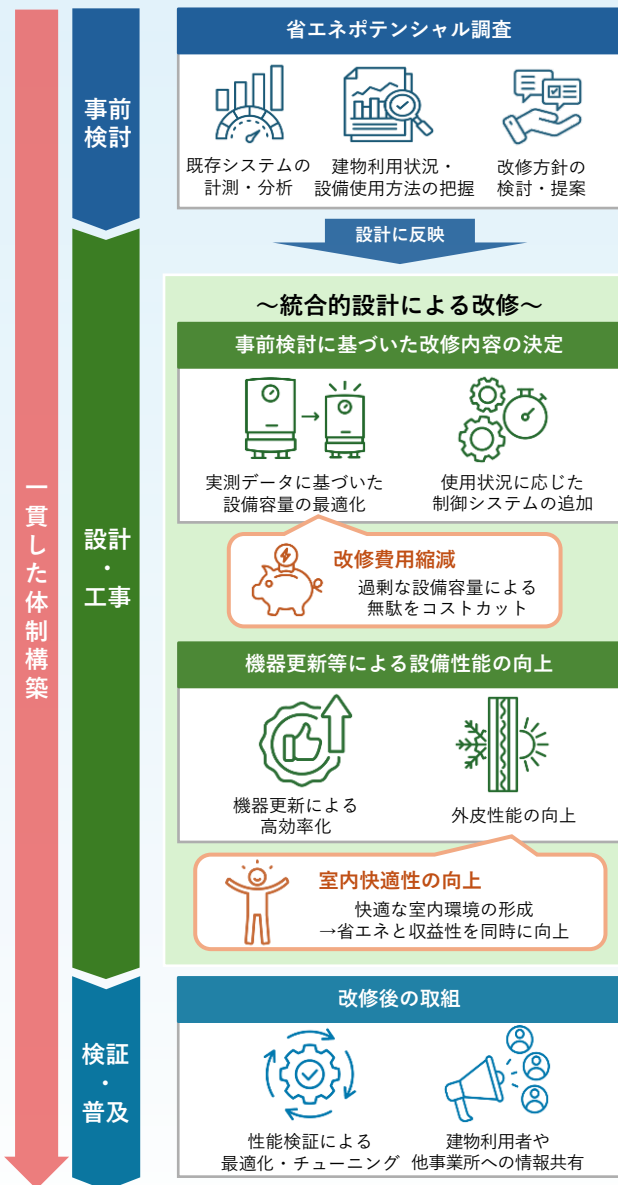 一貫した体制構築
事前
検討
省エネポテンシャル調査
既存システムの
計測・分析
建物利用状況・
設備使用方法の把握
改修方針の
検討・提案
設計に反映
設計
・
工事
～統合的設計による改修～
事前検討に基づいた改修内容の決定
→
実測データに基づいた
設備容量の最適化
使用状況に応じた
制御システムの追加
改修費用縮減
過剰な設備容量による
無駄をコストカット
機器更新等による設備性能の向上
機器更新による
高効率化
外皮性能の向上
室内快適性の向上
快適な室内環境の形成
→省エネと収益性を同時に向上
検証
・
普及
改修後の取組
性能検証による
最適化・チューニング
建物利用者や
他事業所への情報共有